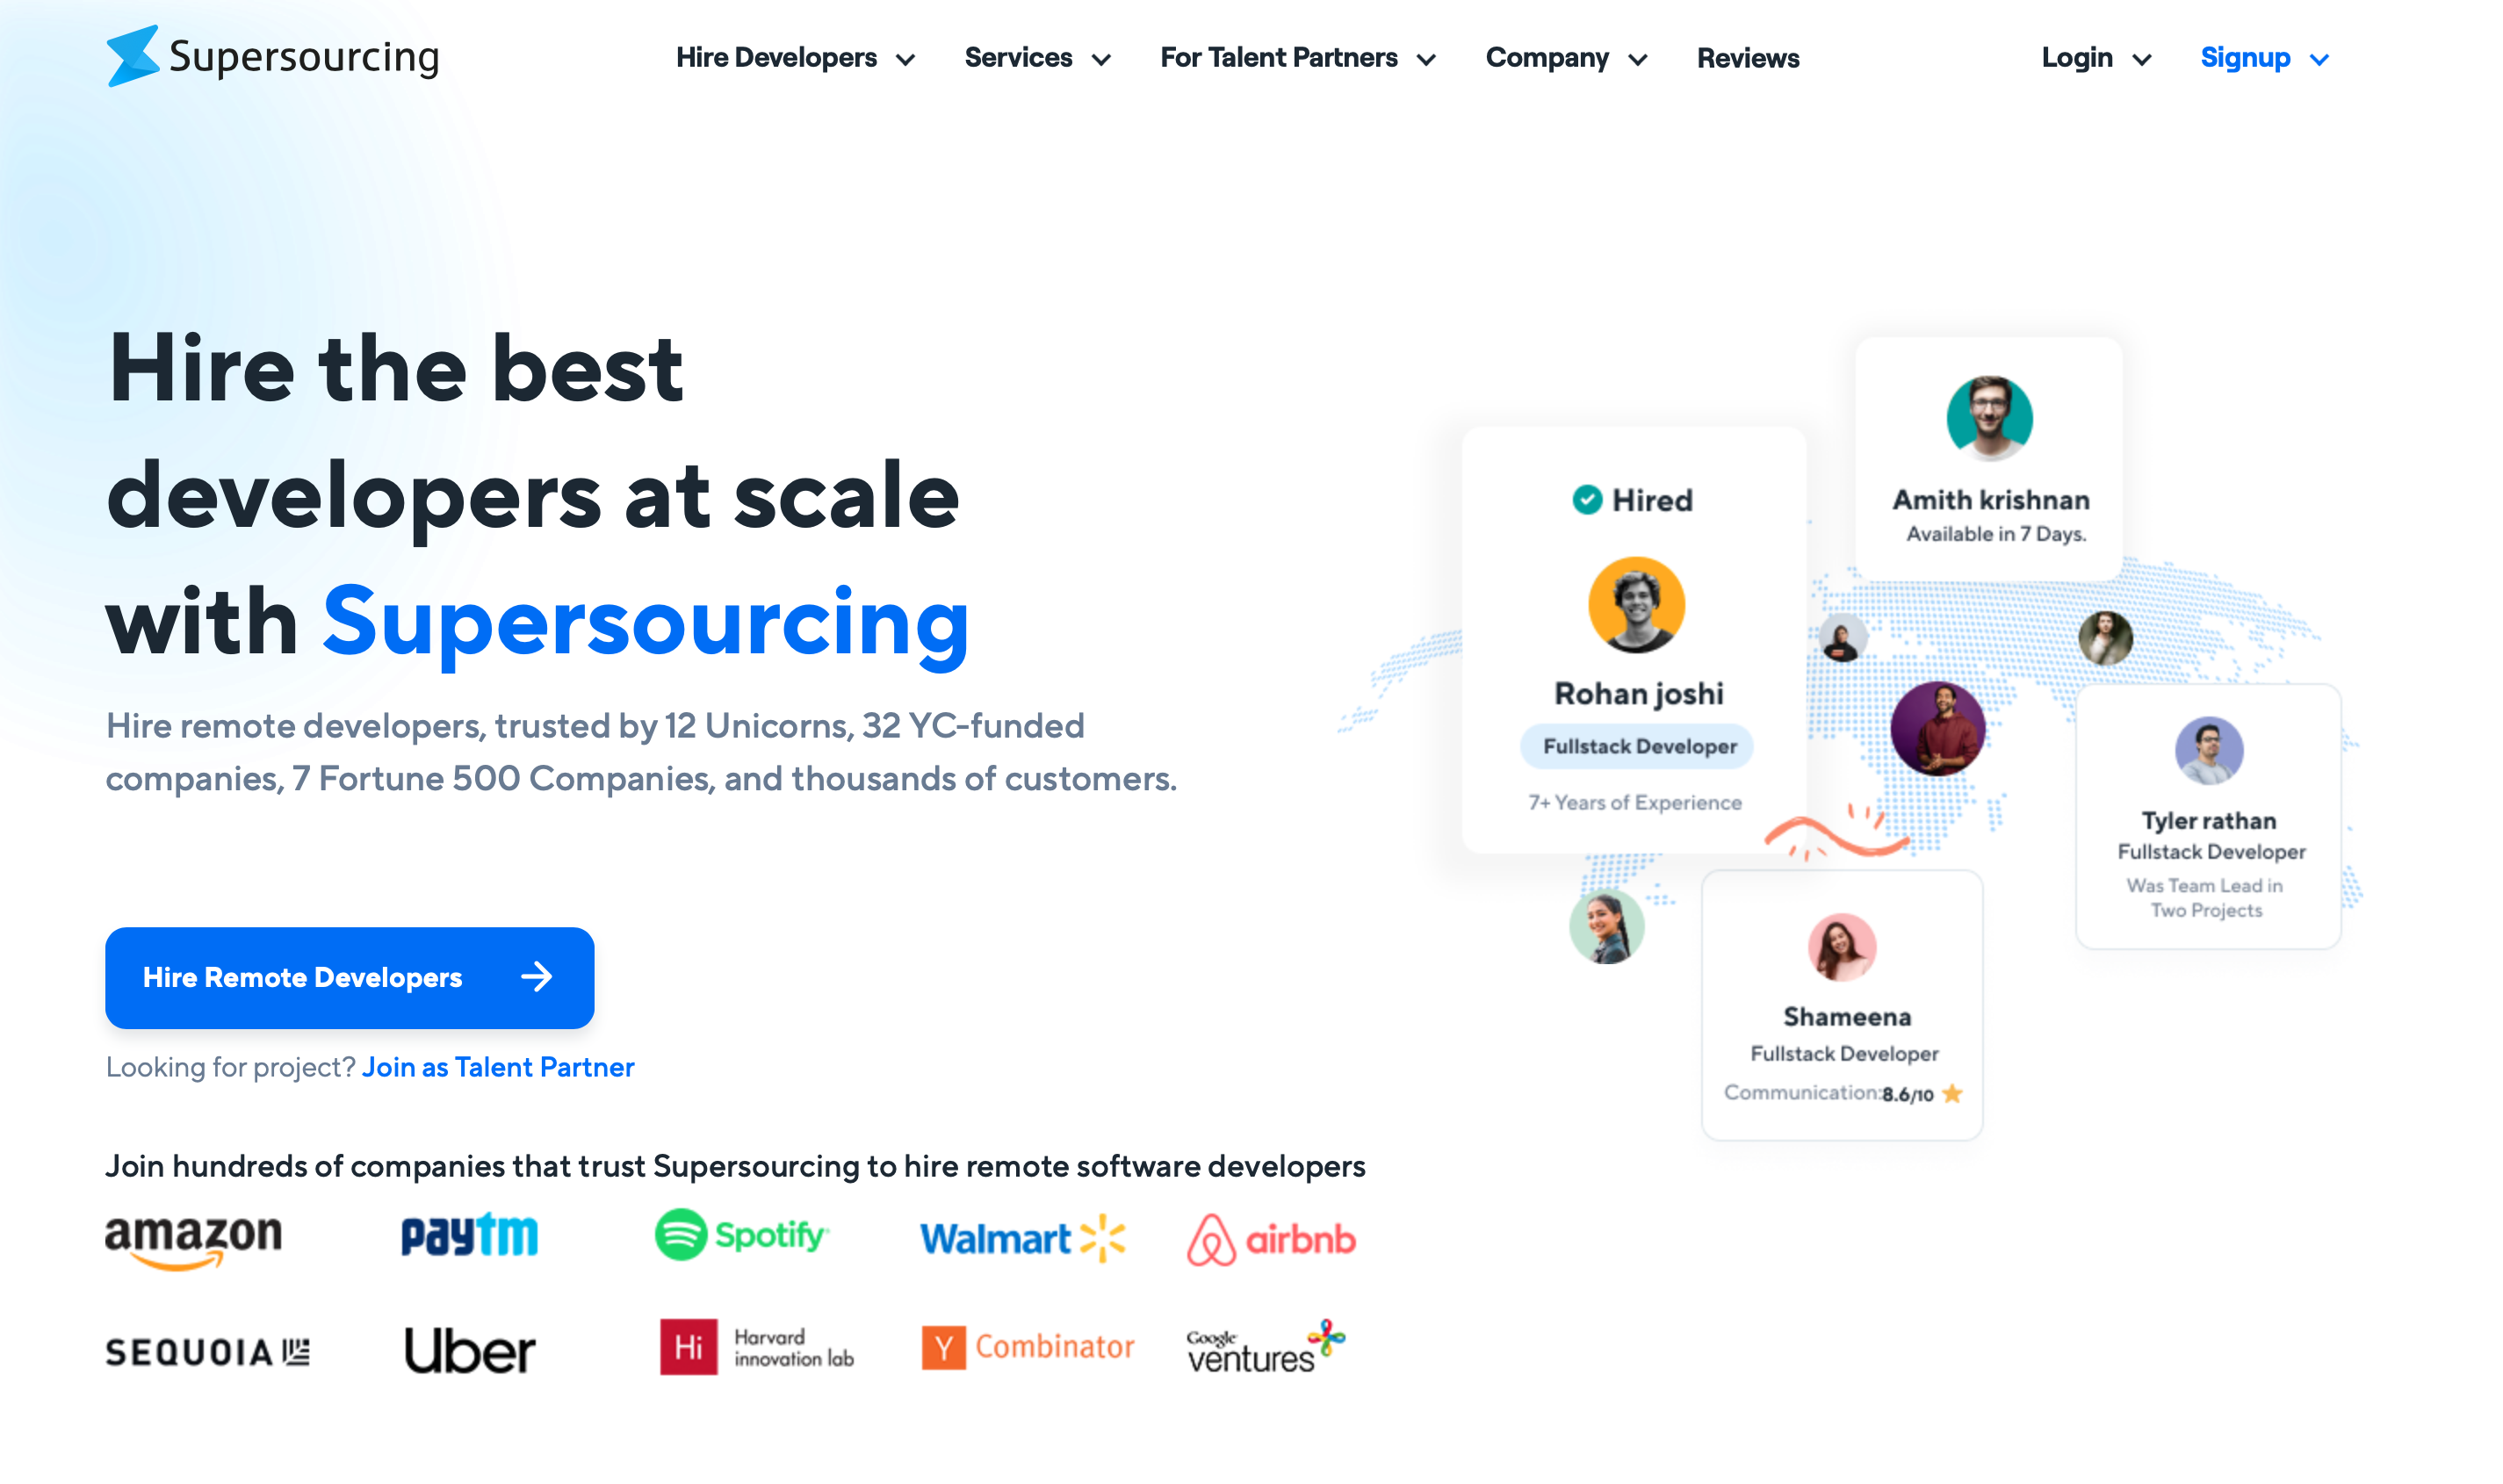 Supersourcing
Hire Developers
Services
For Talent Partners
Company
Reviews
Login
Signup
Hire the best
developers at scale
with Supersourcing
Hire remote developers, trusted by 12 Unicorns, 32 YC-funded
companies, 7 Fortune 500 Companies, and thousands of customers.
Hire Remote Developers
Looking for project? Join as Talent Partner
Hired
Rohan joshi
Fullstack Developer
7+ Years of Experience
Amith krishnan
Available in 7 Days.
Tyler rathan
Fullstack Developer
Was Team Lead in
Two Projects
Shameena
Fullstack Developer
Communication:8.6/10
Join hundreds of companies that trust Supersourcing to hire remote software developers
amazon
paytm
Spotify
Walmart
airbnb
SEQUOIA
Uber
Hi
Harvard
innovation lab
Y Combinator
Google
ventures